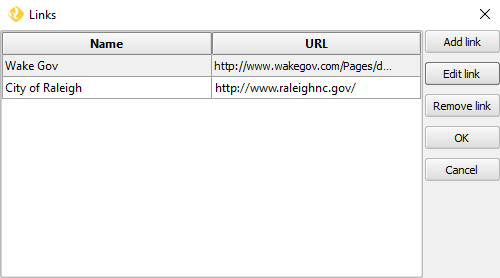 Links
Name URL Add link
Wake Gov http://www.wakegov.com/Pages/d...
City of Raleigh http://www.raleighnc.gov/
Edit link
Remove link
OK
Cancel